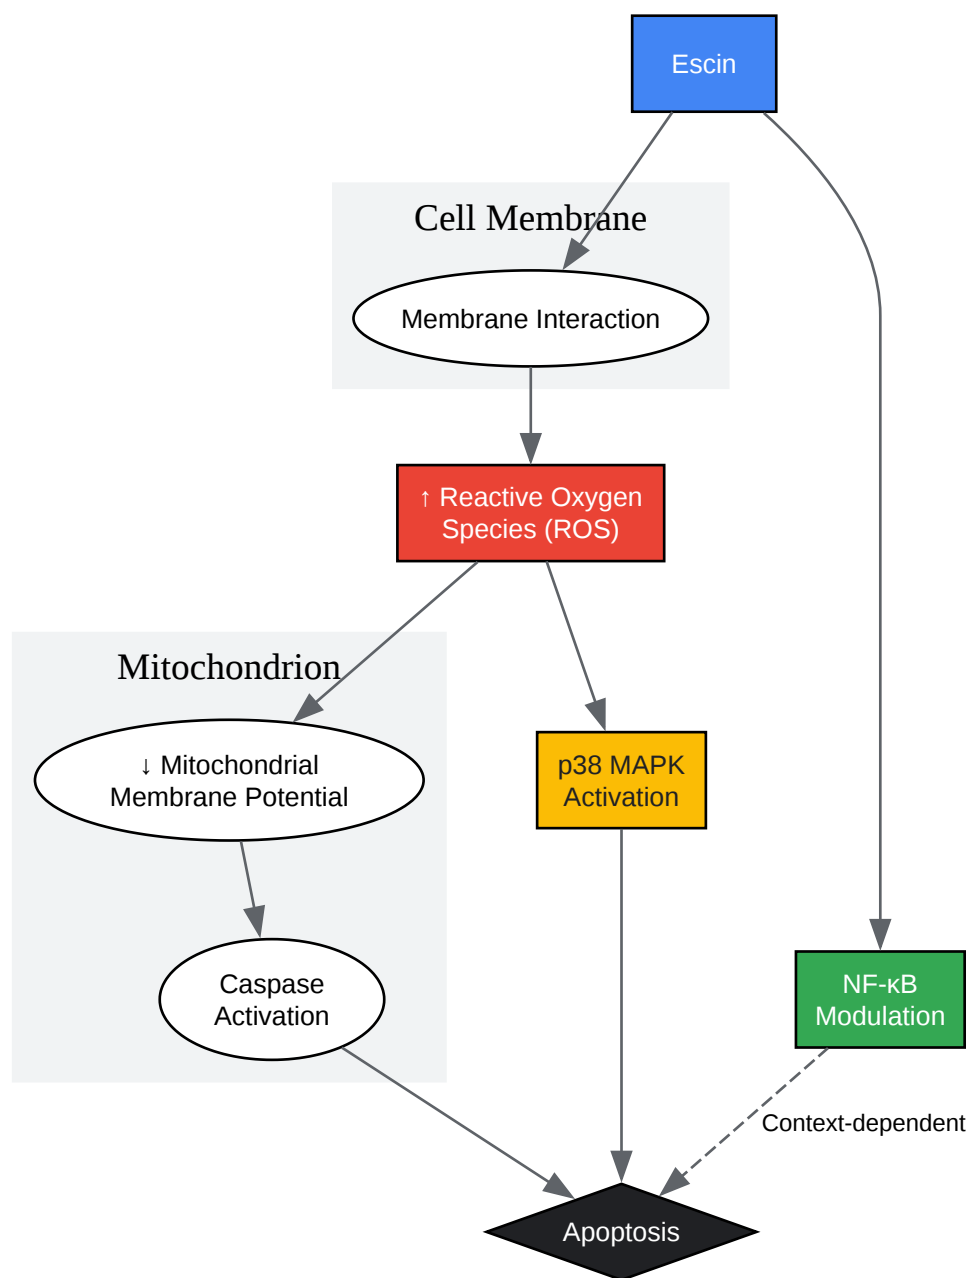 Escin
Cell Membrane
Membrane Interaction
↑ Reactive Oxygen
Species (ROS)
Mitochondrion
↓ Mitochondrial
Membrane Potential
p38 MAPK
Activation
Caspase
Activation
NF-κB
Modulation
Context-dependent
Apoptosis